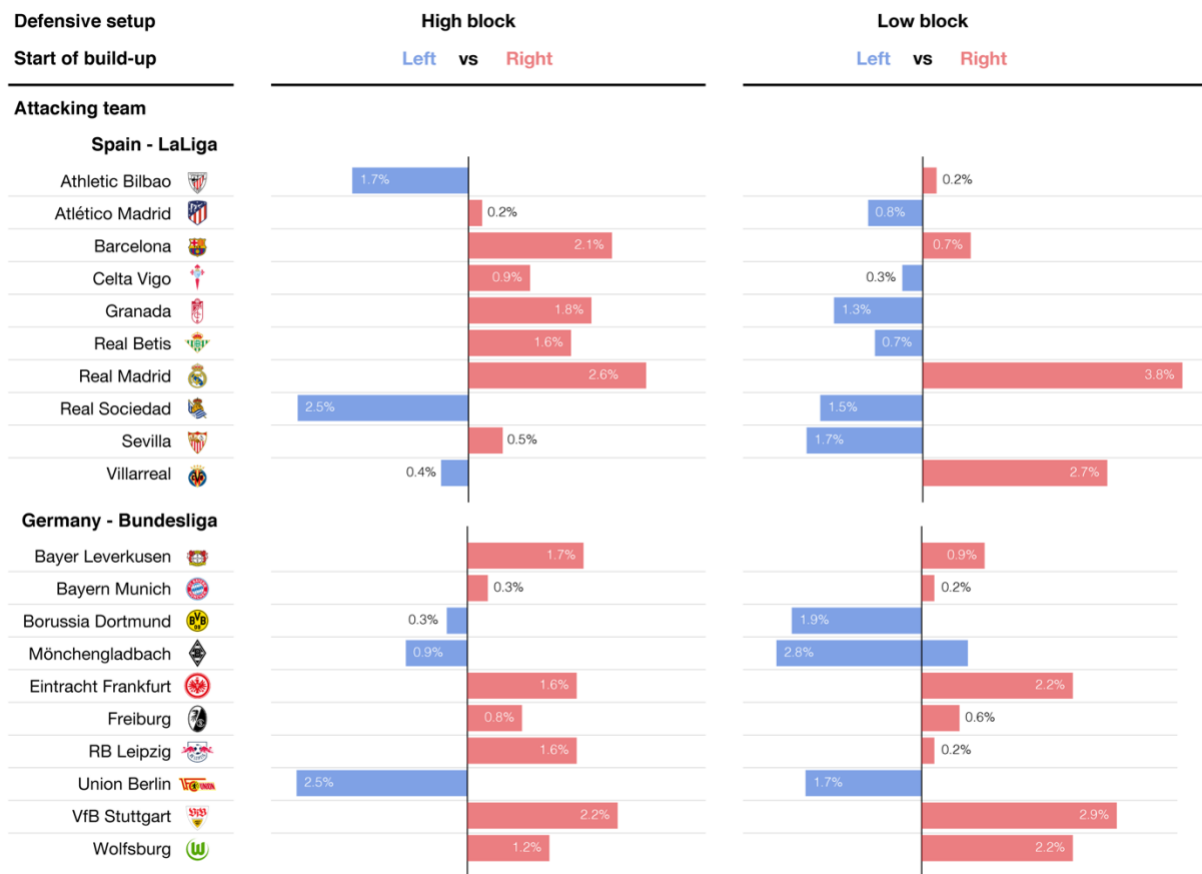 Defensive setup High block Low block
Start of build-up Left vs Right Left vs Right
Attacking team
Spain - LaLiga
Athletic Bilbao 1.7% 0.2%
Atlético Madrid 0.2% 0.8%
Barcelona 2.1% 0.7%
Celta Vigo 0.9% 0.3%
Granada 1.8% 1.3%
Real Betis 1.6% 0.7%
Real Madrid 2.6% 3.8%
Real Sociedad 2.5% 1.5%
Sevilla 0.5% 1.7%
Villarreal 0.4% 2.7%
Germany - Bundesliga
Bayer Leverkusen 1.7% 0.9%
Bayern Munich 0.3% 0.2%
Borussia Dortmund BVB 09 0.3% 1.9%
Mönchengladbach 0.9% 2.8%
Eintracht Frankfurt 1.6% 2.2%
Freiburg 0.8% 0.6%
RB Leipzig 1.6% 0.2%
Union Berlin UNION 2.5% 1.7%
VfB Stuttgart 2.2% 2.9%
Wolfsburg 1.2% 2.2%